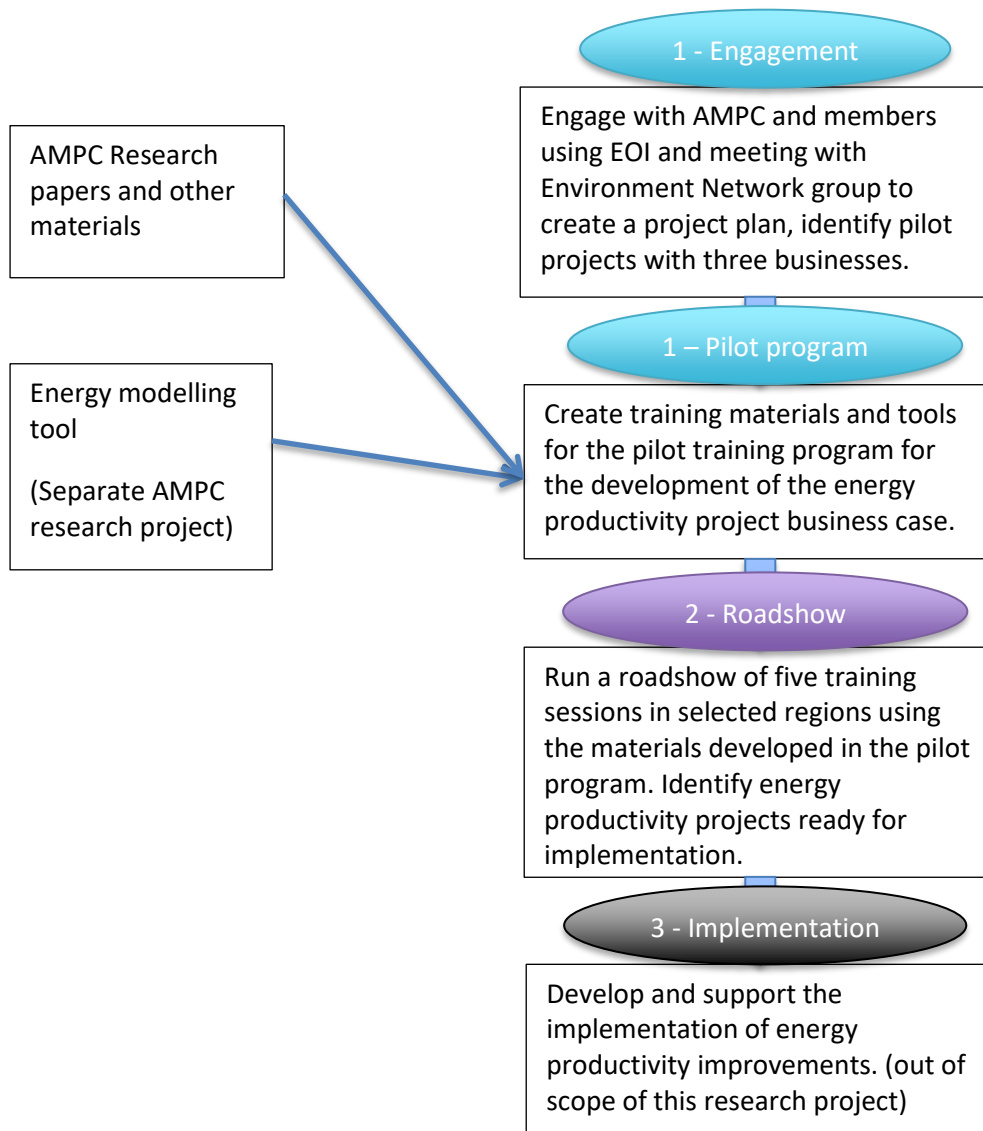 1 - Engagement
Engage with AMPC and members
using EOI and meeting with
Environment Network group to
create a project plan, identify pilot
projects with three businesses.
AMPC Research
papers and other
materials
1 – Pilot program
Energy modelling
tool
(Separate AMPC
research project)
Create training materials and tools
for the pilot training program for
the development of the energy
productivity project business case.
2 - Roadshow
Run a roadshow of five training
sessions in selected regions using
the materials developed in the pilot
program. Identify energy
productivity projects ready for
implementation.
3 - Implementation
Develop and support the
implementation of energy
productivity improvements. (out of
scope of this research project)